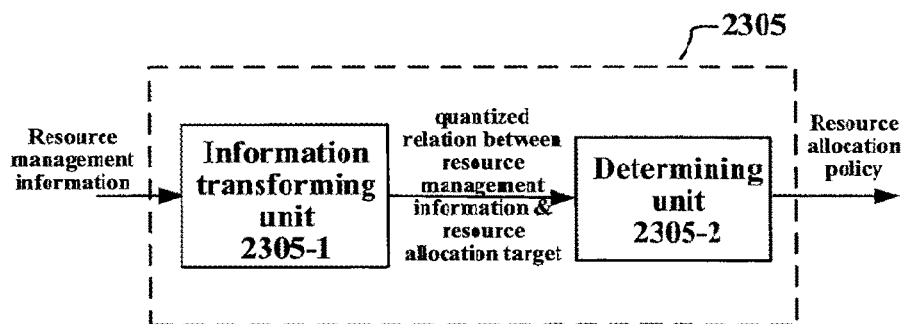 2305
Resource
management
information
Information
transforming
unit
2305-1
quantized
relation between
resource
management
information &
resource
allocation target
Determining
unit
2305-2
Resource
allocation
policy